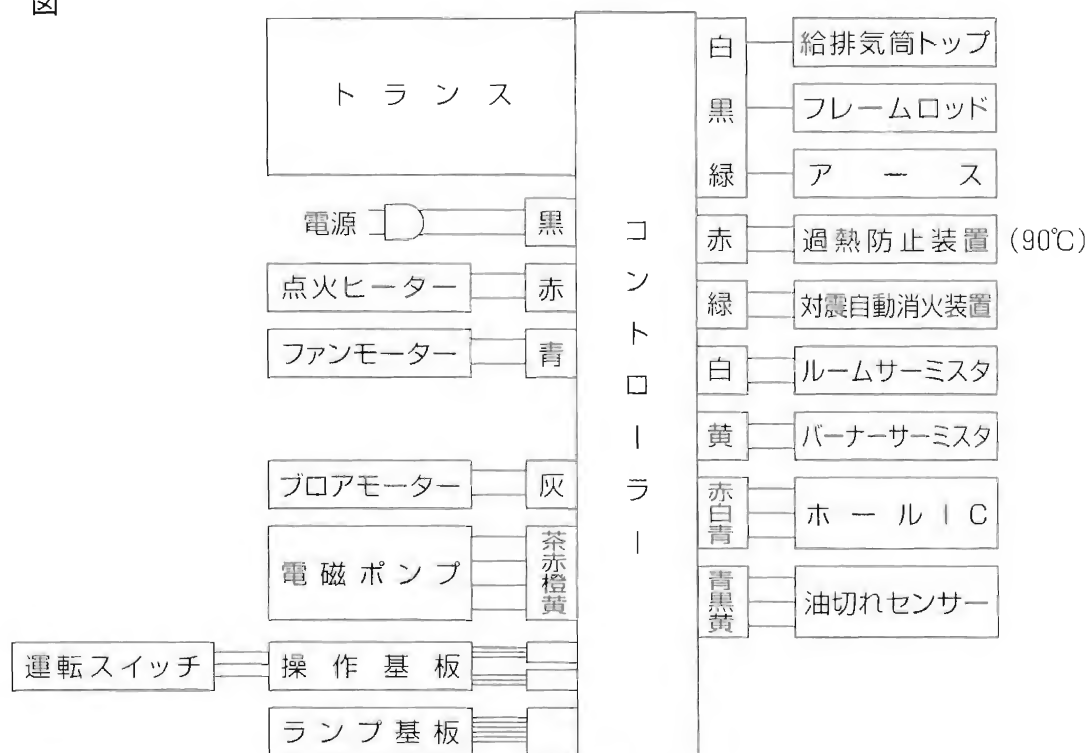 図
トランス
電源
黒
点火ヒーター
赤
ファンモーター
青
ブロアモーター
灰
電磁ポンプ
茶
赤
橙
黄
運転スイッチ
操作基板
ランプ基板
コントローラー
白
給排気筒トップ
黒
フレームロッド
緑
アース
赤
過熱防止装置 (90℃)
緑
対震自動消火装置
白
ルームサーミスタ
黄
バーナーサーミスタ
赤
白
青
ホールIC
青
黒
黄
油切れセンサー